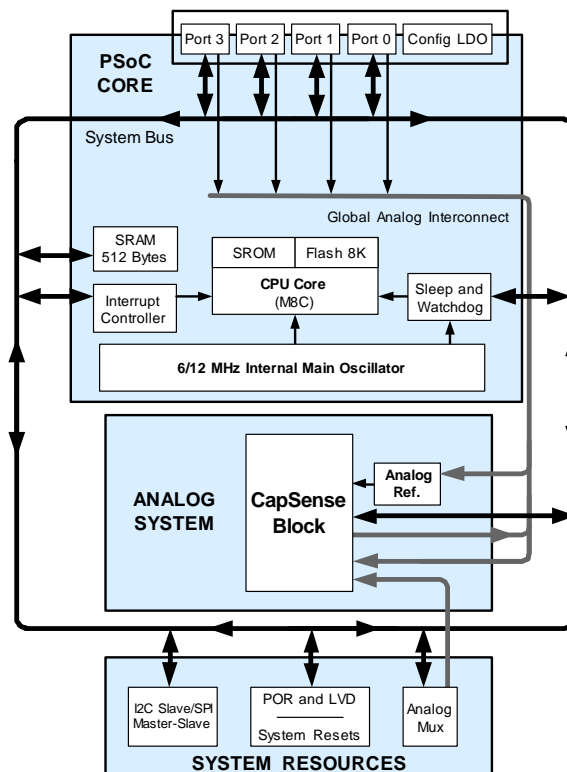 Port 3 Port 2 Port 1 Port 0 Config LDO
PSoC
CORE
System Bus
Global Analog Interconnect
SRAM
512 Bytes
SROM Flash 8K
CPU Core
(M8C)
Interrupt
Controller
Sleep and
Watchdog
6/12 MHz Internal Main Oscillator
ANALOG
SYSTEM
CapSense
Block
Analog
Ref.
I2C Slave/SPI
Master-Slave
POR and LVD
System Resets
Analog
Mux
SYSTEM RESOURCES